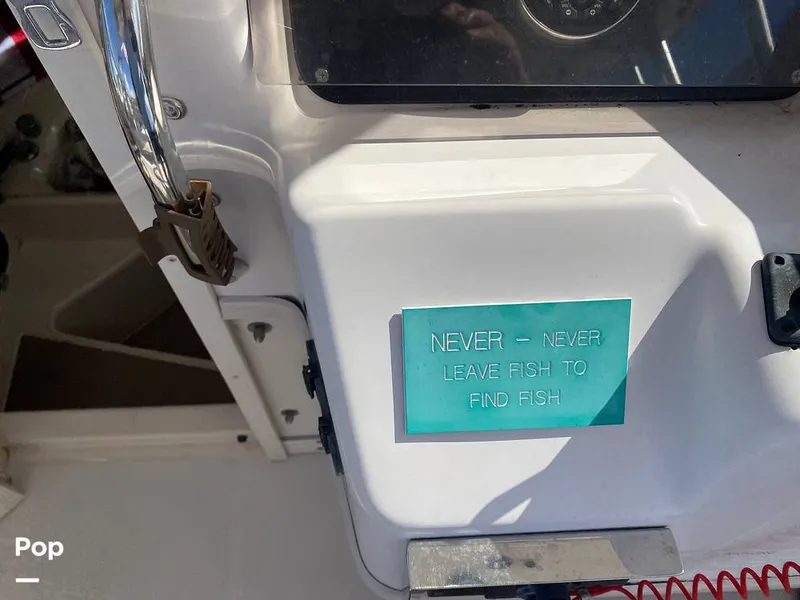 NEVER – NEVER
LEAVE FISH TO
FIND FISH
Pop